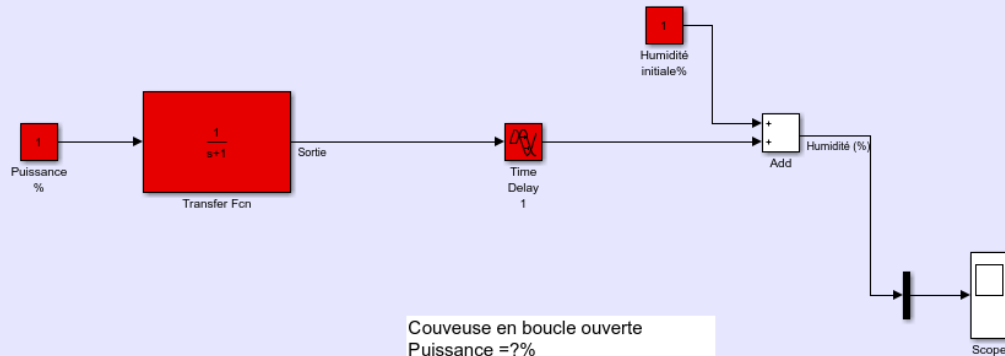 1
Humidité
initiale%
1
Puissance
%
1
s+1
Transfer Fcn
Sortie
Time
Delay
1
+
+
Add
Humidité (%)
Scope
Couveuse en boucle ouverte
Puissance =?%